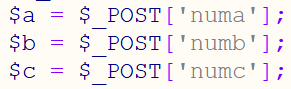 $a = $_POST['numa'];
$b = $_POST['numb'];
$c = $_POST['numc'];